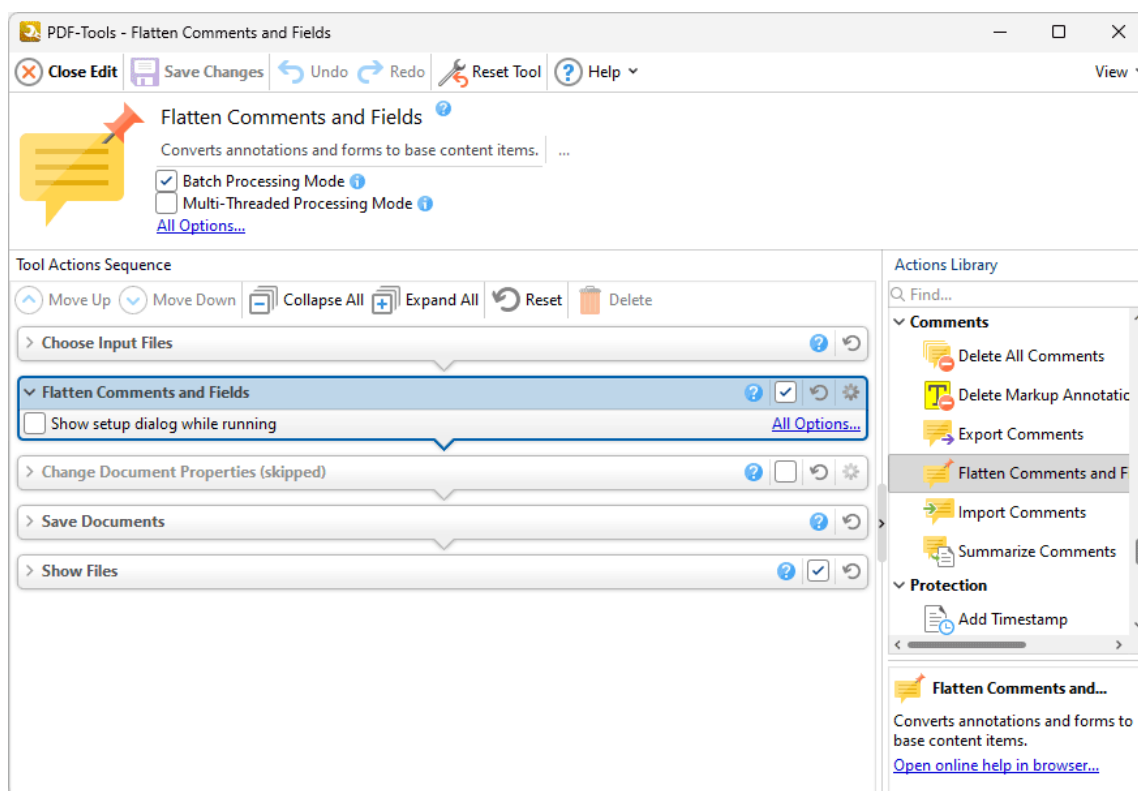 PDF-Tools - Flatten Comments and Fields
Close Edit Save Changes Undo Redo Reset Tool ? Help View
Flatten Comments and Fields ?
Converts annotations and forms to base content items. ...
Batch Processing Mode i
Multi-Threaded Processing Mode i
All Options...
Tool Actions Sequence
Move Up Move Down Collapse All Expand All Reset Delete
Choose Input Files ?
Flatten Comments and Fields ?
Show setup dialog while running All Options...
Change Document Properties (skipped) ?
Save Documents ?
Show Files ?
Actions Library
Find...
Comments
Delete All Comments
T Delete Markup Annotatic
Export Comments
Flatten Comments and F
Import Comments
Summarize Comments
Protection
Add Timestamp
Flatten Comments and...
Converts annotations and forms to
base content items.
Open online help in browser...